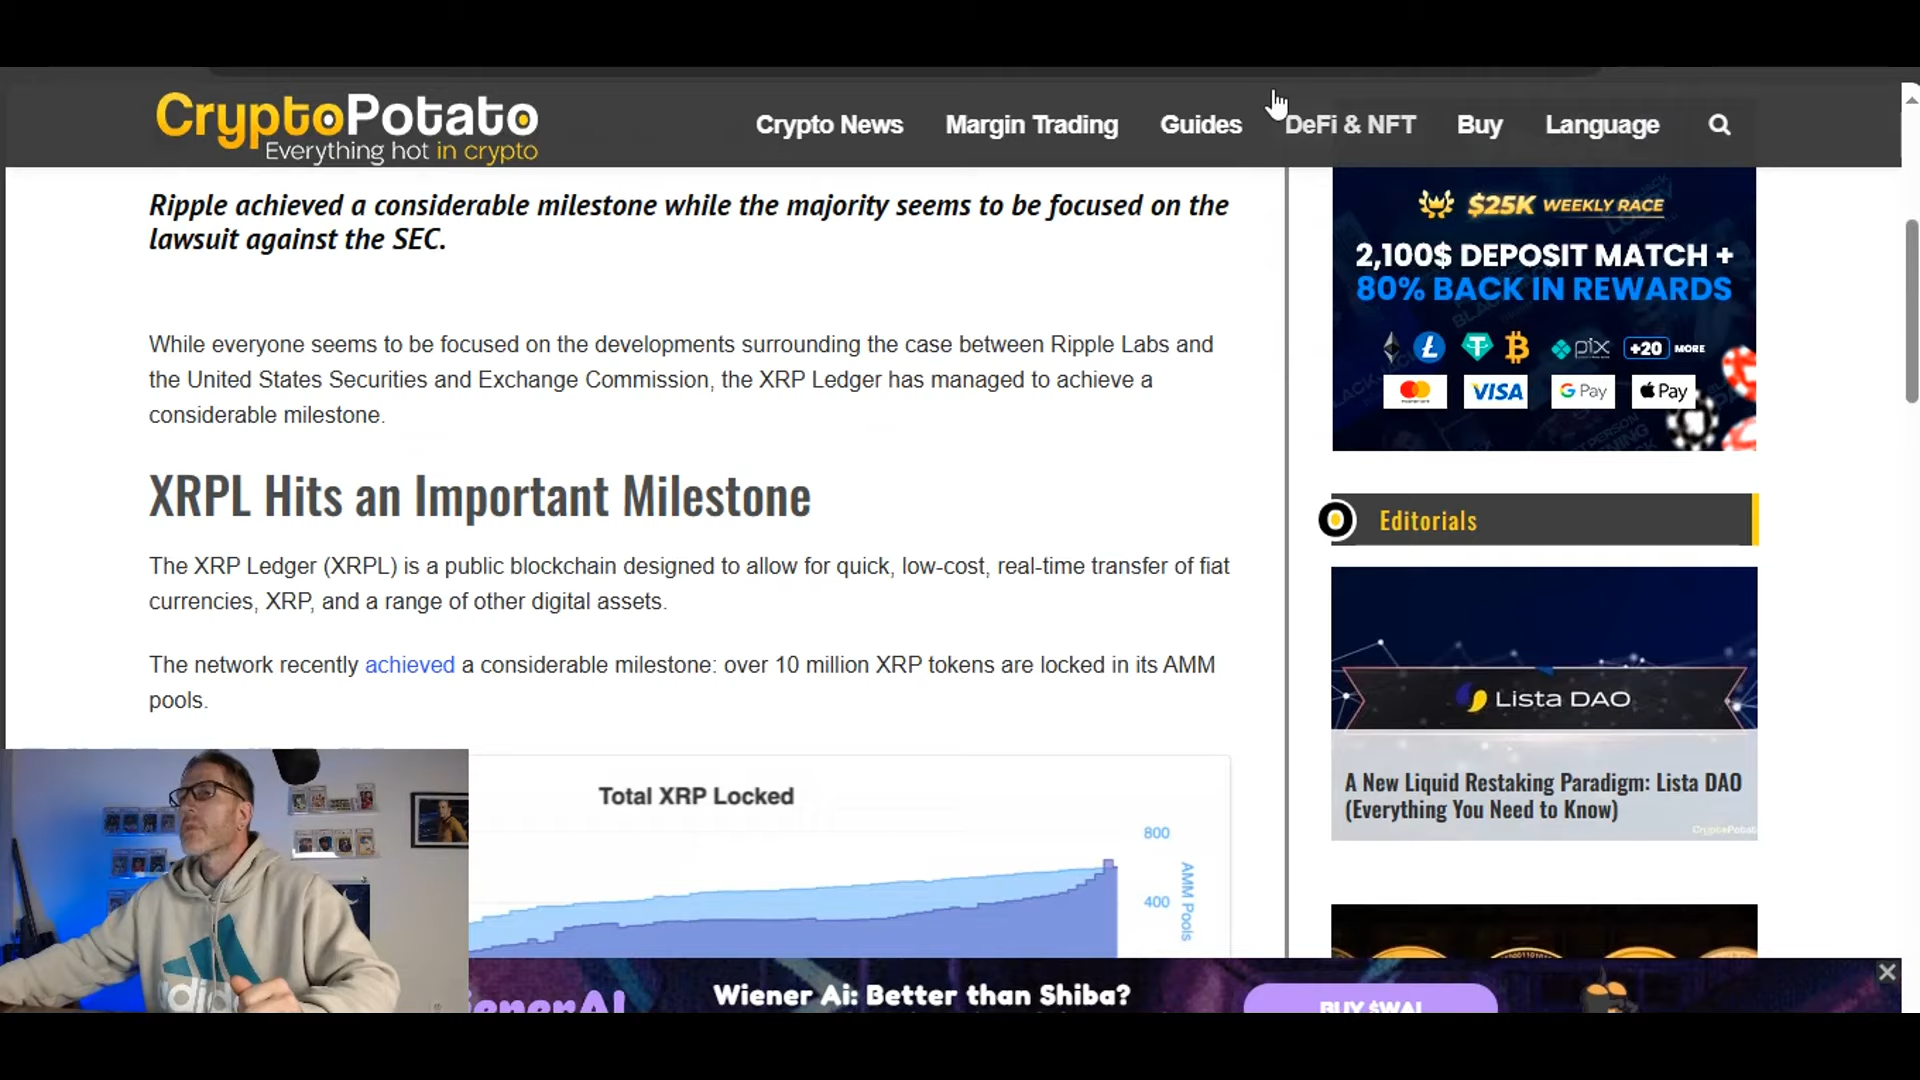 CryptoPotato
Everything hot in crypto
Crypto News
Margin Trading
Guides
DeFi & NFT
Buy
Language
Ripple achieved a considerable milestone while the majority seems to be focused on the
lawsuit against the SEC.
While everyone seems to be focused on the developments surrounding the case between Ripple Labs and
the United States Securities and Exchange Commission, the XRP Ledger has managed to achieve a
considerable milestone.
XRPL Hits an Important Milestone
The XRP Ledger (XRPL) is a public blockchain designed to allow for quick, low-cost, real-time transfer of fiat
currencies, XRP, and a range of other digital assets.
The network recently achieved a considerable milestone: over 10 million XRP tokens are locked in its AMM
pools.
Total XRP Locked
800
400
AMM Pools
$25K WEEKLY RACE
2,100$ DEPOSIT MATCH +
80% BACK IN REWARDS
pix
+20 MORE
VISA
G Pay
Pay
Editorials
Lista DAO
A New Liquid Restaking Paradigm: Lista DAO
(Everything You Need to Know)
Wiener Ai: Better than Shiba?
BUY $WAI